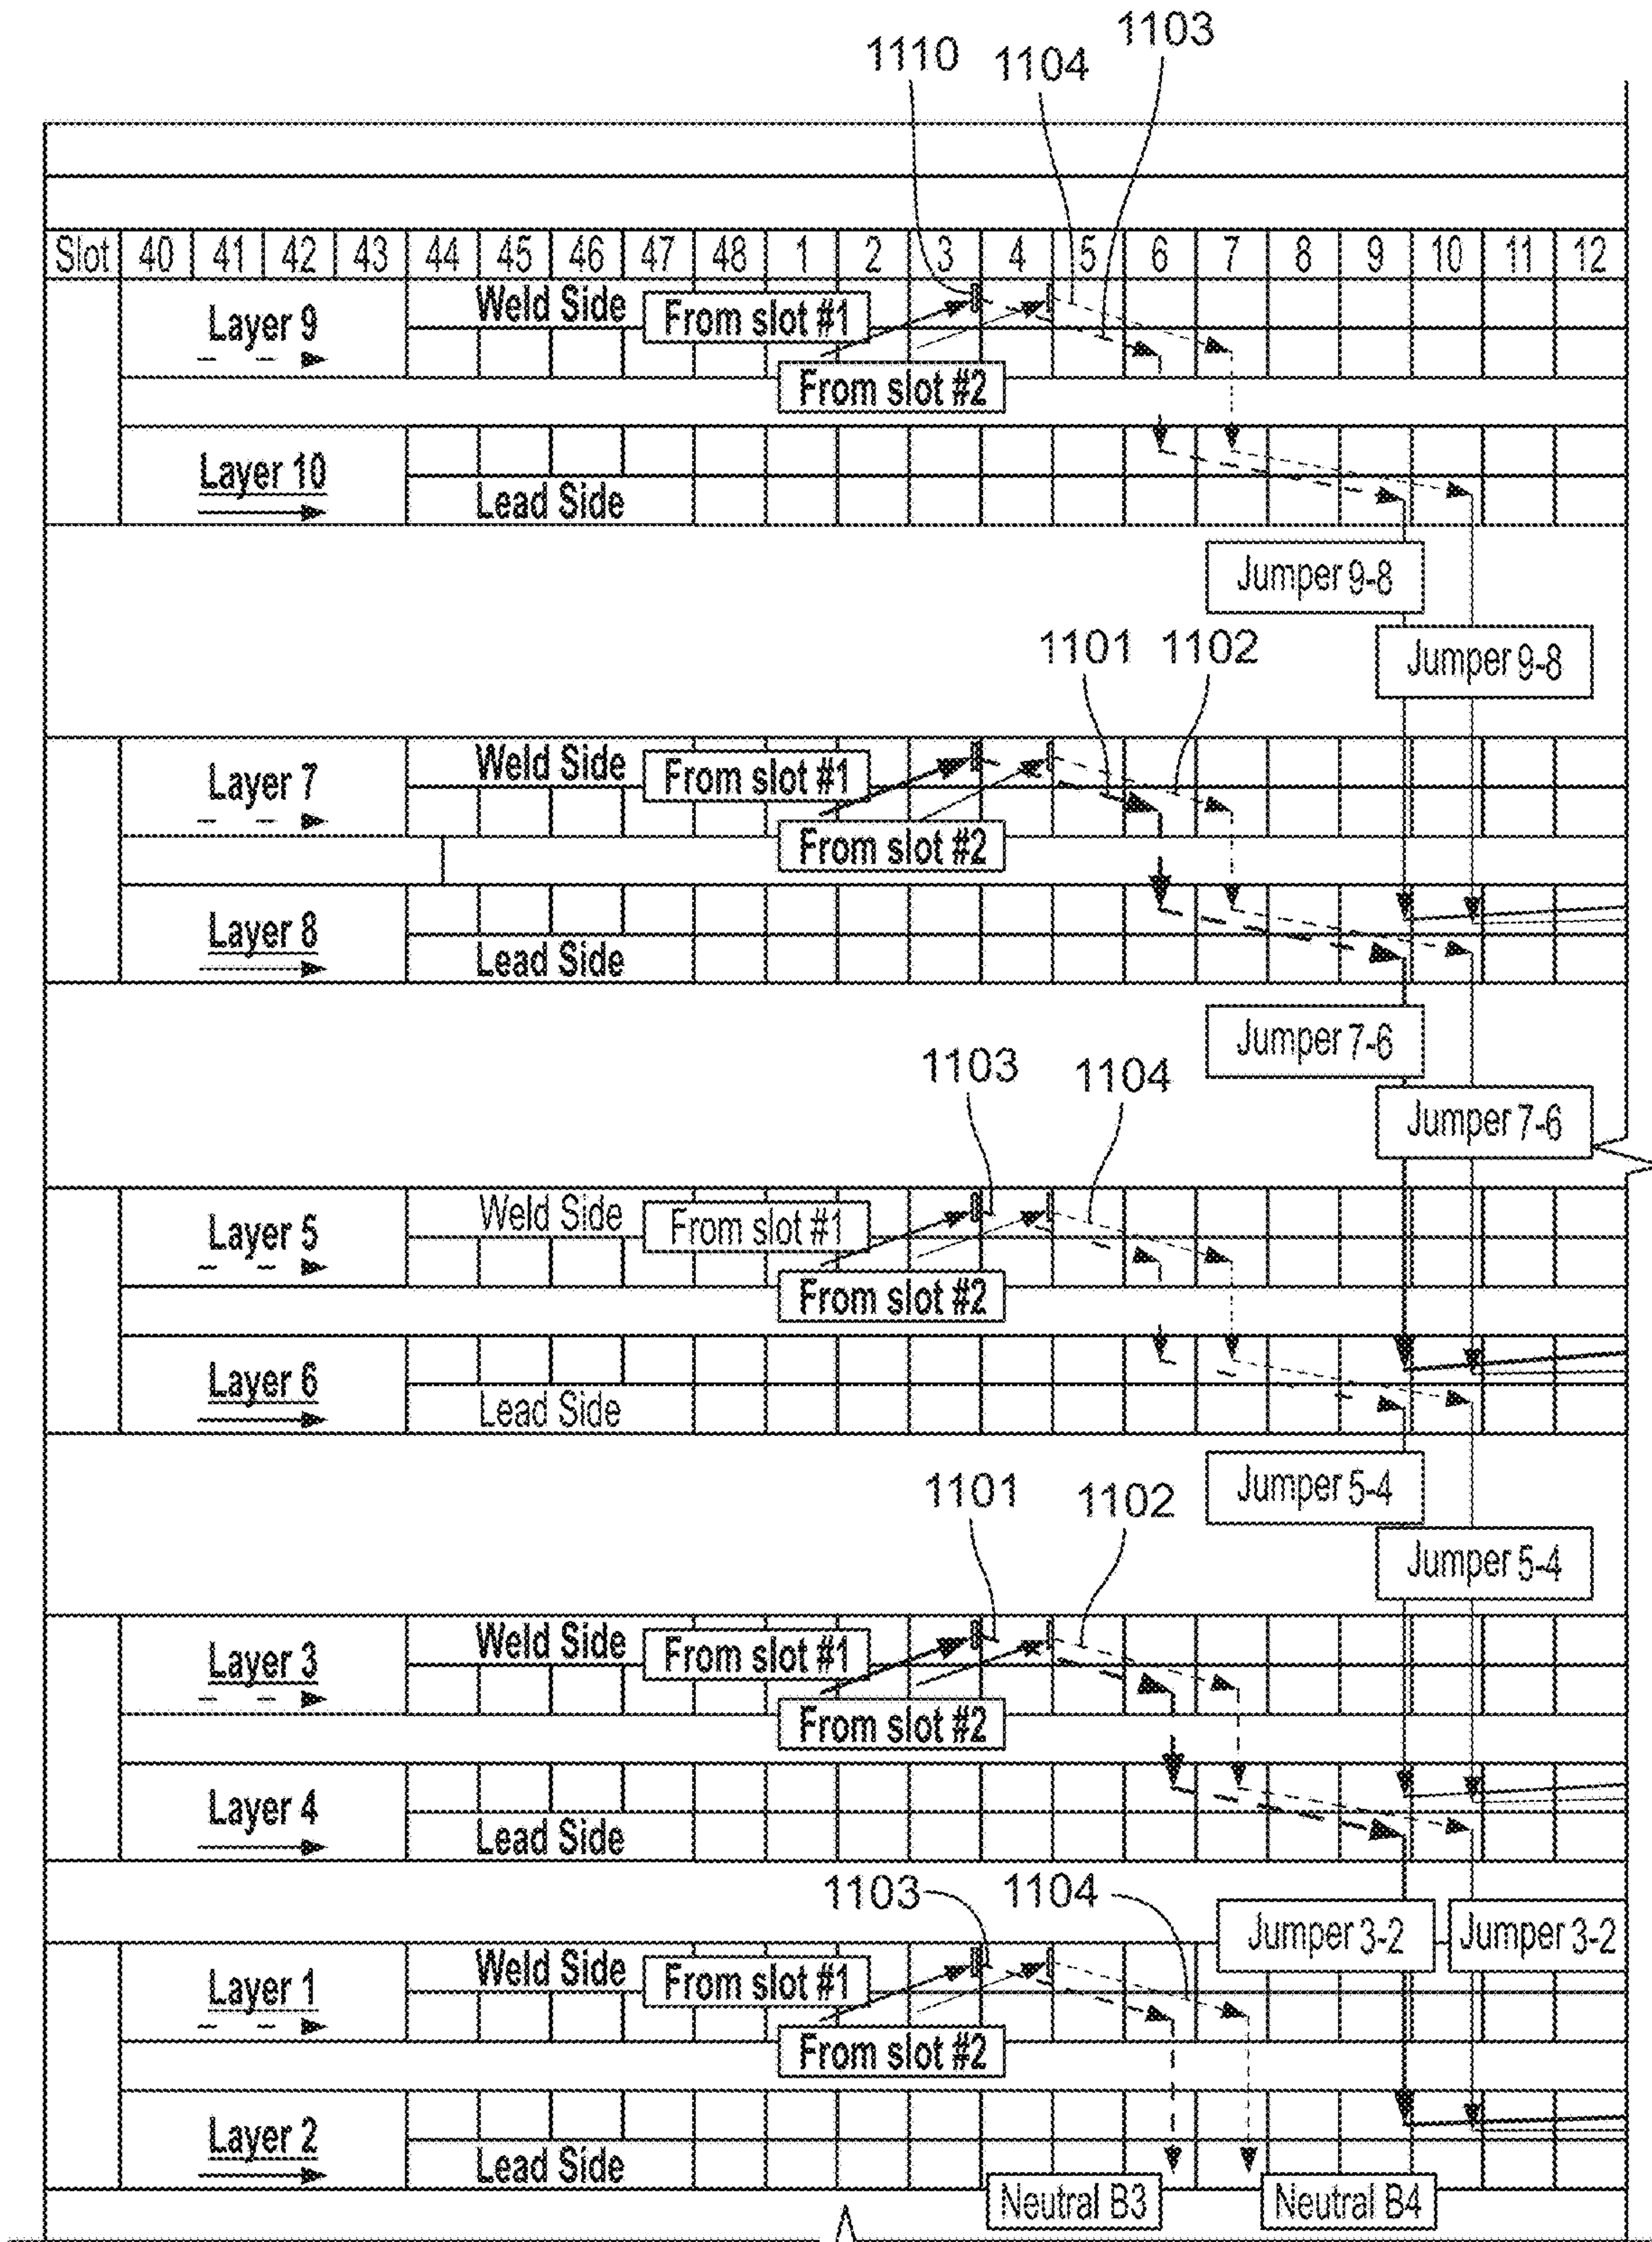 1103
1110 1104
Slot 40 41 42 43 44 45 46 47 48 1 2 3 4 5 6 7 8 9 10 11 12
Weld Side
Layer 9 From slot #1
From slot #2
Layer 10
Lead Side
Jumper 9-8
1101 1102
Jumper 9-8
Weld Side
Layer 7 From slot #1
From slot #2
Layer 8
Lead Side
Jumper 7-6
1103 1104
Jumper 7-6
Weld Side
Layer 5 From slot #1
From slot #2
Layer 6
Lead Side
Jumper 5-4
1101 1102
Jumper 5-4
Weld Side
Layer 3 From slot #1
From slot #2
Layer 4
Lead Side
1103 1104
Jumper 3-2 Jumper 3-2
Weld Side
Layer 1 From slot #1
From slot #2
Layer 2
Lead Side
Neutral B3 Neutral B4